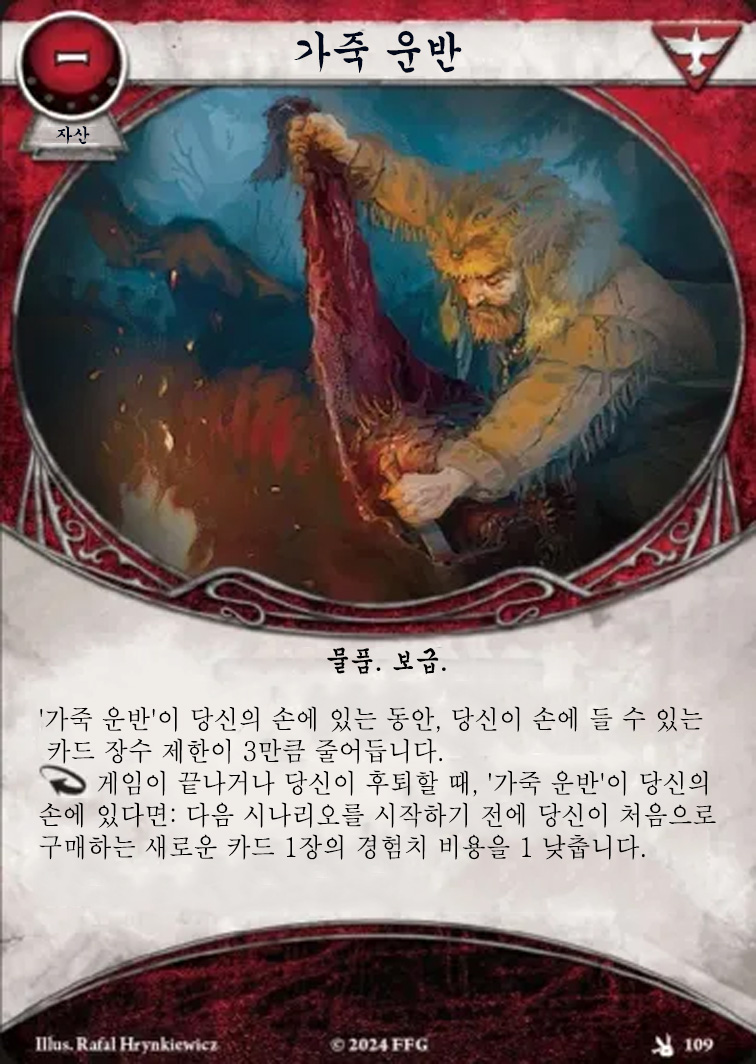 –
가죽 운반
자산
물품. 보급.
'가죽 운반'이 당신의 손에 있는 동안, 당신이 손에 들 수 있는
카드 장수 제한이 3만큼 줄어듭니다.
게임이 끝나거나 당신이 후퇴할 때, '가죽 운반'이 당신의
손에 있다면: 다음 시나리오를 시작하기 전에 당신이 처음으로
구매하는 새로운 카드 1장의 경험치 비용을 1 낮춥니다.
Illus. Rafał Hrynkiewicz © 2024 FFG 109